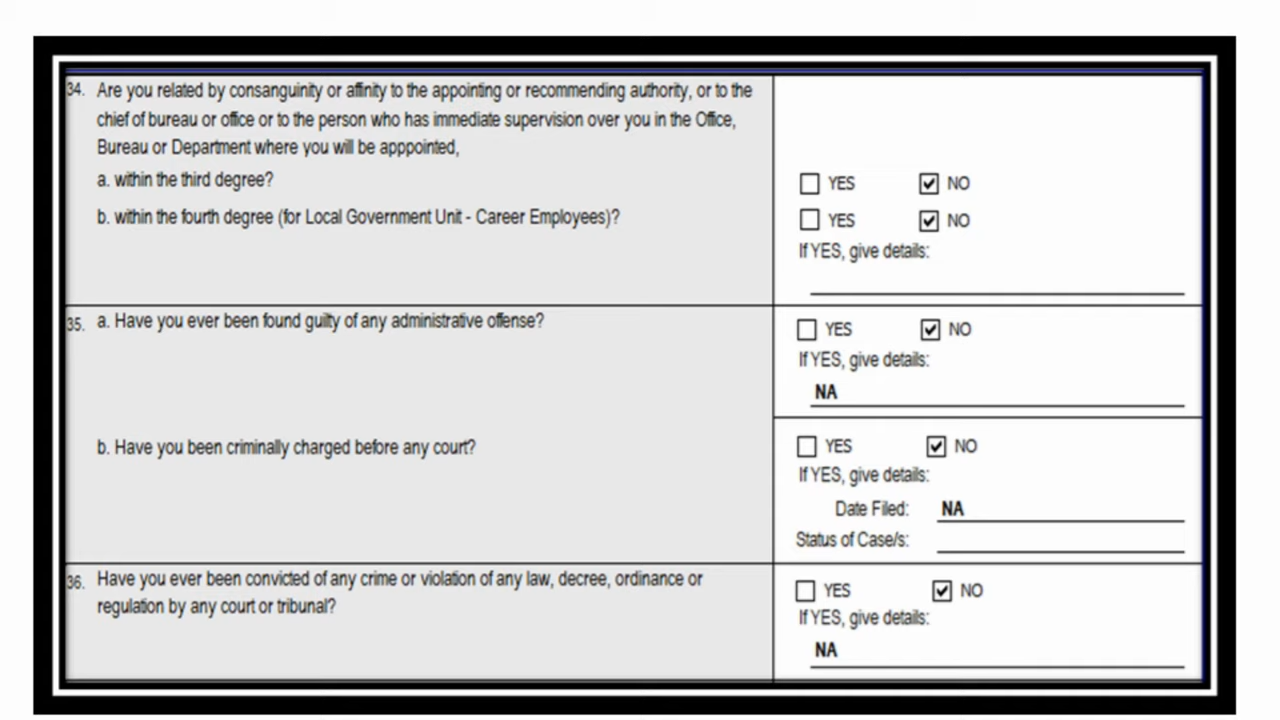 34. Are you related by consanguinity or affinity to the appointing or recommending authority, or to the
chief of bureau or office or to the person who has immediate supervision over you in the Office,
Bureau or Department where you will be apppointed,
a. within the third degree?
YES NO
b. within the fourth degree (for Local Government Unit - Career Employees)?
YES NO
If YES, give details:
35. a. Have you ever been found guilty of any administrative offense?
YES NO
If YES, give details:
NA
b. Have you been criminally charged before any court?
YES NO
If YES, give details:
Date Filed: NA
Status of Case/s:
36. Have you ever been convicted of any crime or violation of any law, decree, ordinance or
regulation by any court or tribunal?
YES NO
If YES, give details:
NA